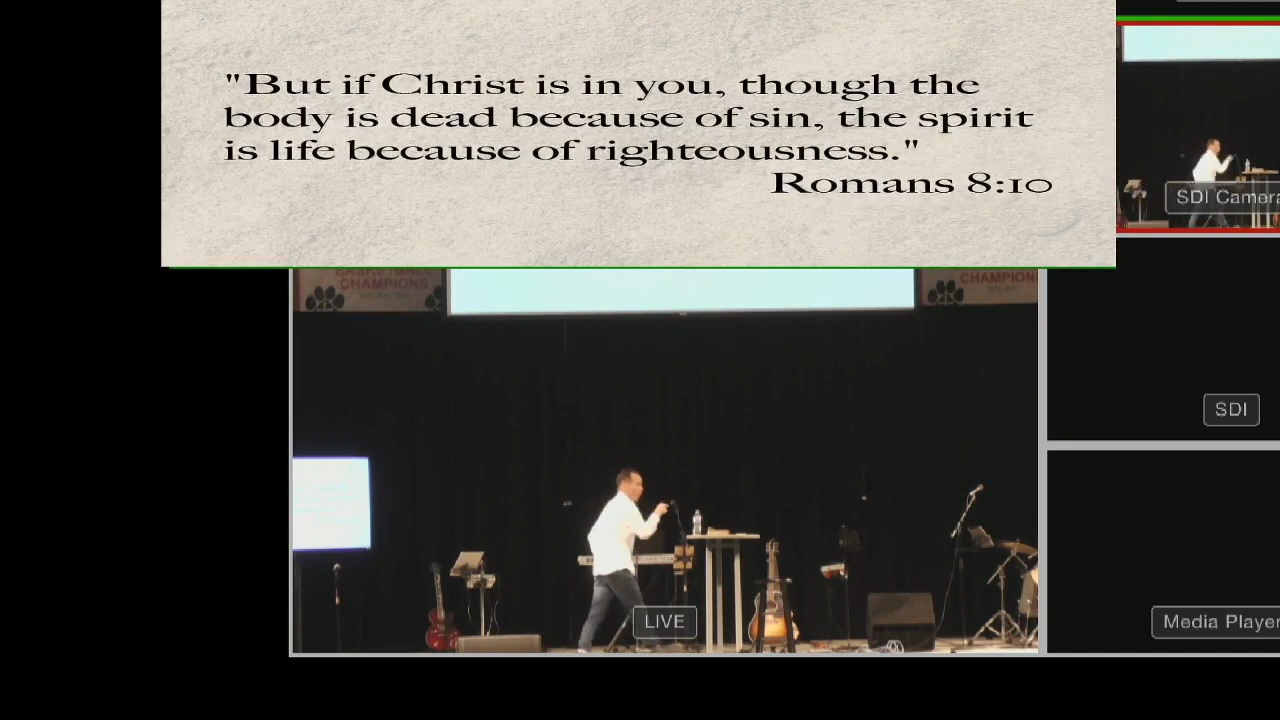 "But if Christ is in you, though the
body is dead because of sin, the spirit
is life because of righteousness."
Romans 8:10
SDI Camera
BASKETBALL
CHAMPIONS
CHAMPION
SDI
LIVE
Media Player